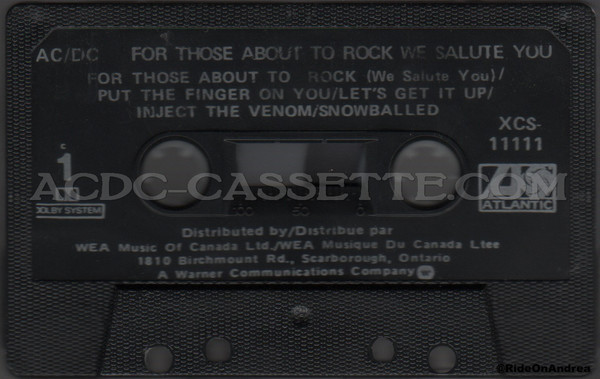 AC/DC FOR THOSE ABOUT TO ROCK WE SALUTE YOU
FOR THOSE ABOUT TO ROCK (We Salute You)/
PUT THE FINGER ON YOU/LET'S GET IT UP/
INJECT THE VENOM/SNOWBALLED
XCS-
11111
1
DOLBY SYSTEM
ACDC-CASSETTE.COM
100 50 0
ATLANTIC
Distributed by/Distribue par
WEA Music Of Canada Ltd./WEA Musique Du Canada Ltee
1810 Birchmount Rd., Scarborough, Ontario
A Warner Communications Company
©RideOnAndrea